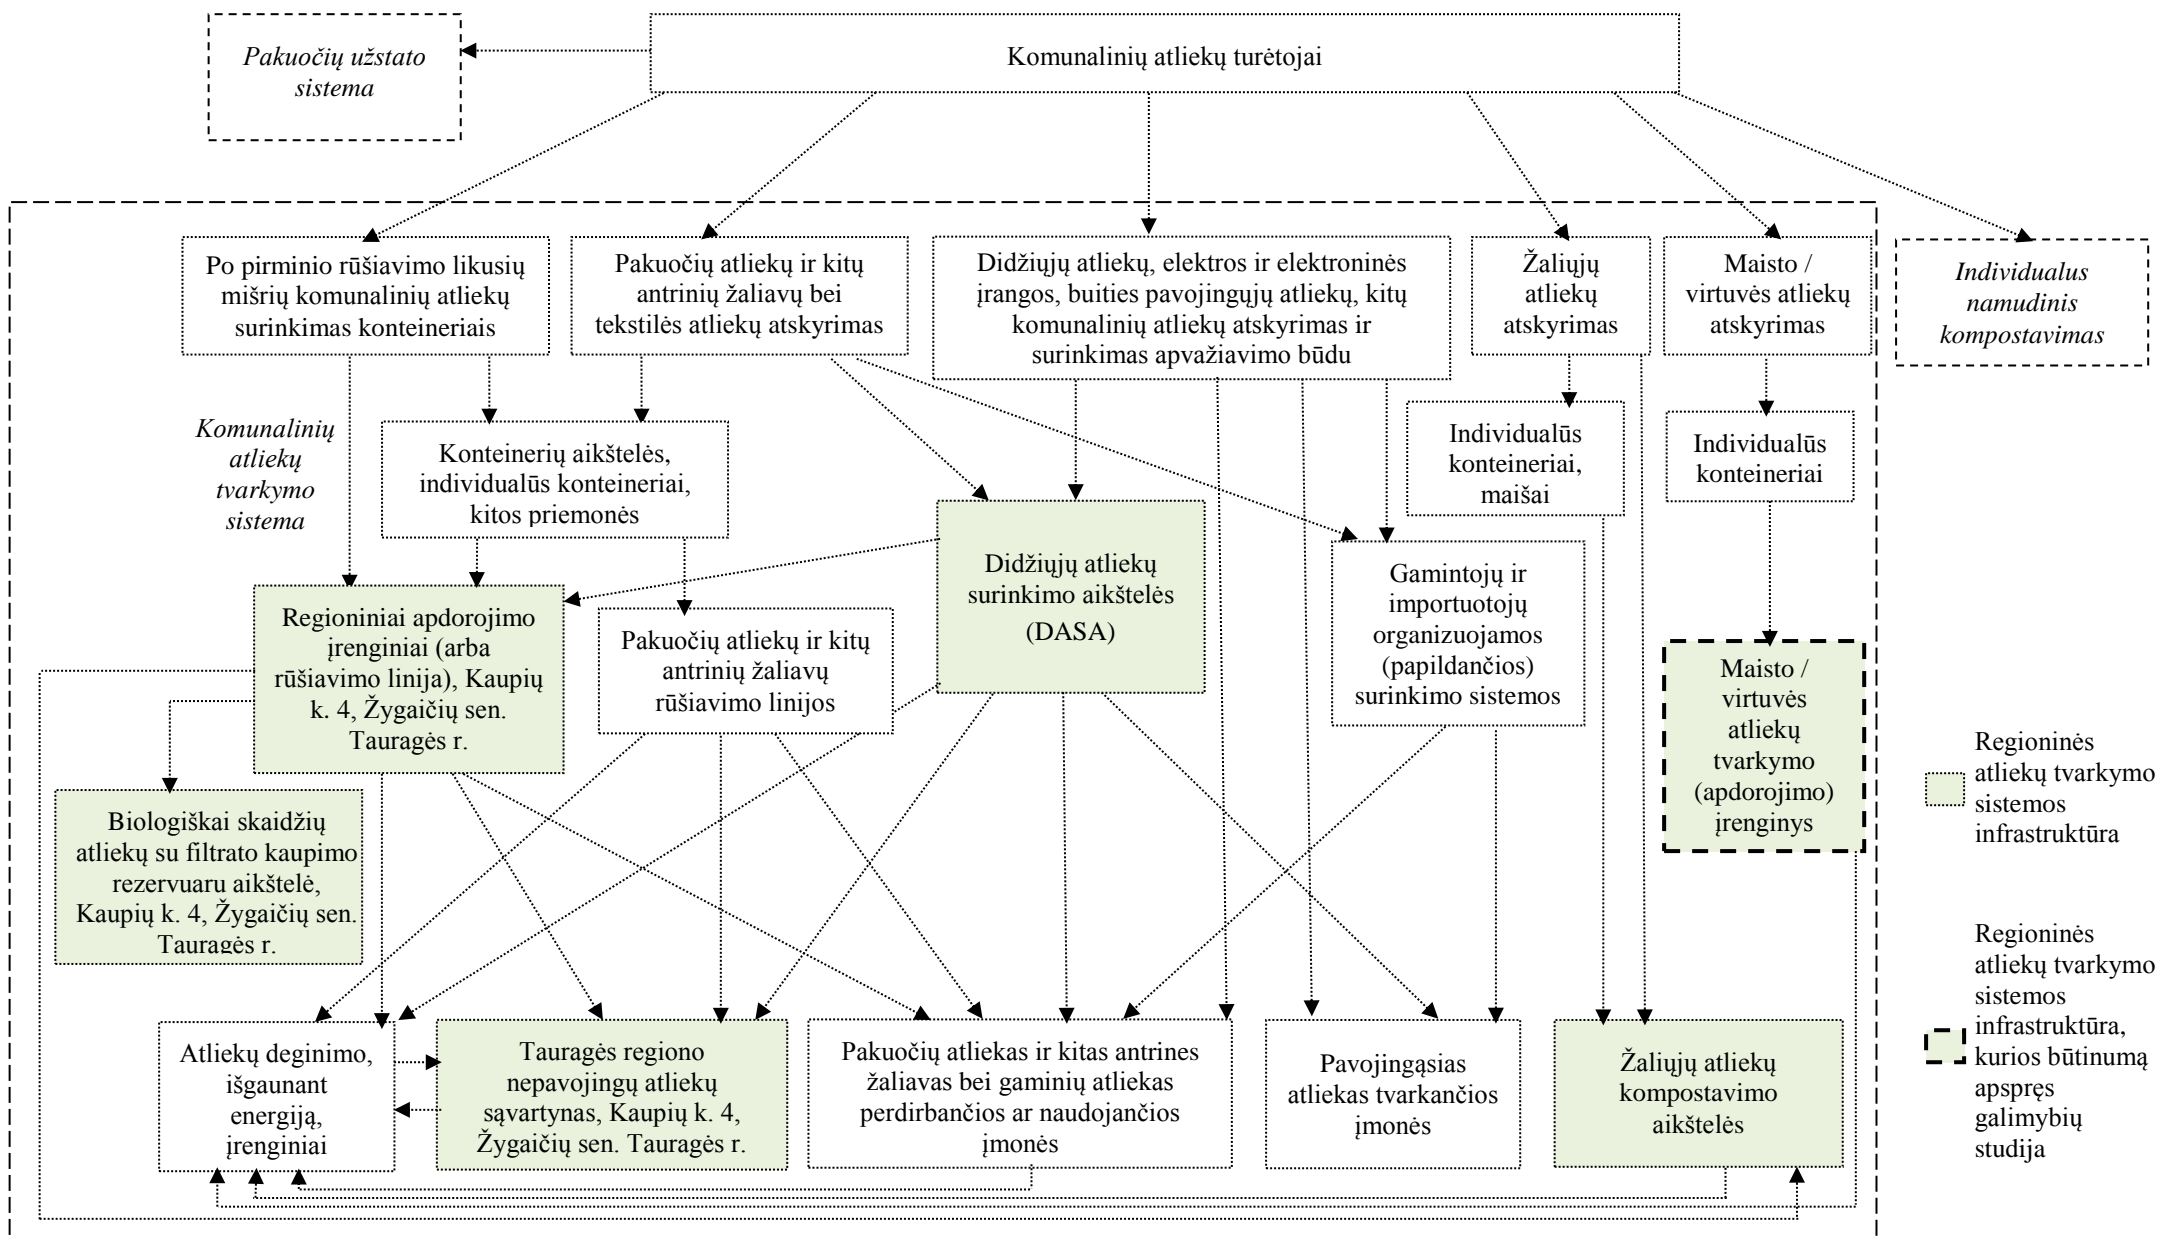 Pakuočių užstato
sistema
Komunalinių atliekų turėtojai
Po pirminio rūšiavimo likusių
mišrių komunalinių atliekų
surinkimas konteineriais
Pakuočių atliekų ir kitų
antrinių žaliavų bei
tekstilės atliekų atskyrimas
Didžiųjų atliekų, elektros ir elektroninės
įrangos, buities pavojingųjų atliekų, kitų
komunalinių atliekų atskyrimas ir
surinkimas apvažiavimo būdu
Žaliųjų
atliekų
atskyrimas
Maisto /
virtuvės atliekų
atskyrimas
Individualus
namudinis
kompostavimas
Komunalinių
atliekų
tvarkymo
sistema
Konteinerių aikštelės,
individualūs konteineriai,
kitos priemonės
Individualūs
konteineriai,
maišai
Individualūs
konteineriai
Regioniniai apdorojimo
įrenginiai (arba
rūšiavimo linija), Kaupių
k. 4, Žygaičių sen.
Tauragės r.
Pakuočių atliekų ir kitų
antrinių žaliavų
rūšiavimo linijos
Didžiųjų atliekų
surinkimo aikštelės
(DASA)
Gamintojų ir
importuotojų
organizuojamos
(papildančios)
surinkimo sistemos
Maisto /
virtuvės
atliekų
tvarkymo
(apdorojimo)
įrenginys
Biologiškai skaidžių
atliekų su filtrato kaupimo
rezervuaru aikštelė,
Kaupių k. 4, Žygaičių sen.
Tauragės r.
Atliekų deginimo,
išgaunant
energiją,
įrenginiai
Tauragės regiono
nepavojingų atliekų
sąvartynas, Kaupių k. 4,
Žygaičių sen. Tauragės r.
Pakuočių atliekas ir kitas antrines
žaliavas bei gaminių atliekas
perdirbančios ar naudojančios
įmonės
Pavojingąsias
atliekas tvarkančios
įmonės
Žaliųjų atliekų
kompostavimo
aikštelės
Regioninės
atliekų tvarkymo
sistemos
infrastruktūra
Regioninės
atliekų tvarkymo
sistemos
infrastruktūra,
kurios būtinumą
apspręs
galimybių
studija